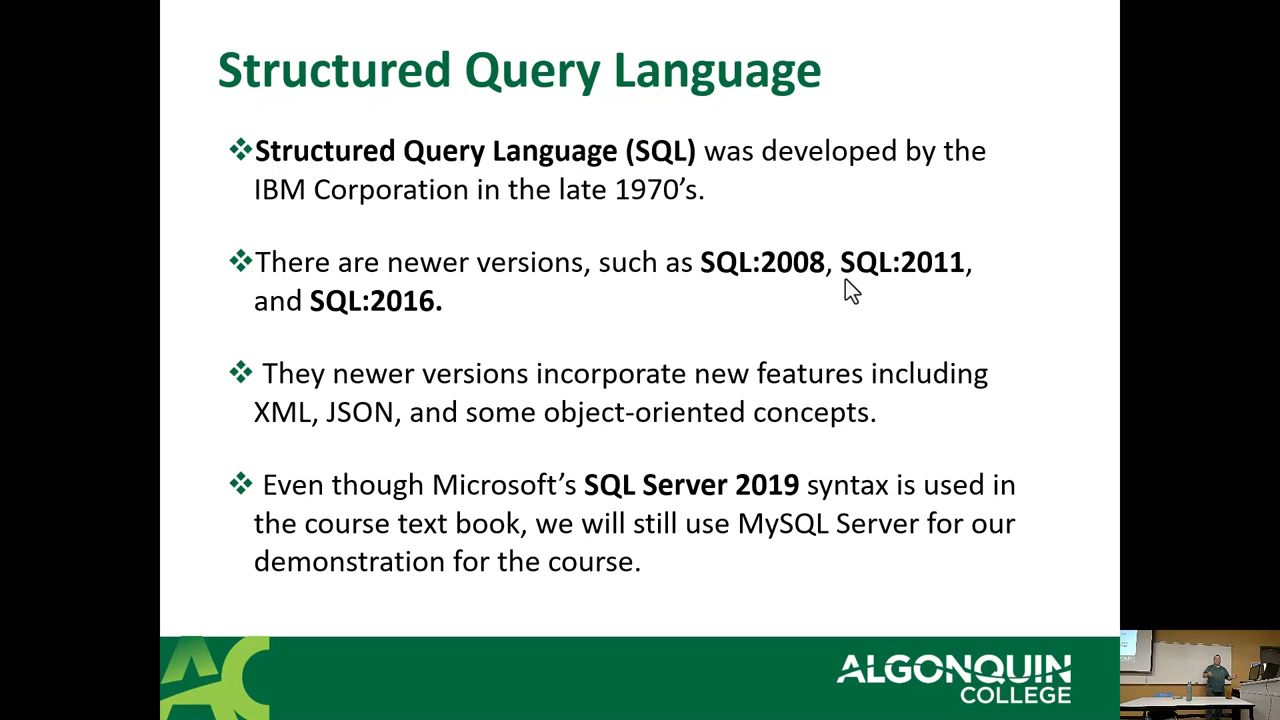 Structured Query Language
❖Structured Query Language (SQL) was developed by the
IBM Corporation in the late 1970’s.
❖There are newer versions, such as SQL:2008, SQL:2011,
and SQL:2016.
❖ They newer versions incorporate new features including
XML, JSON, and some object-oriented concepts.
❖ Even though Microsoft’s SQL Server 2019 syntax is used in
the course text book, we will still use MySQL Server for our
demonstration for the course.
AC
ALGONQUIN
COLLEGE